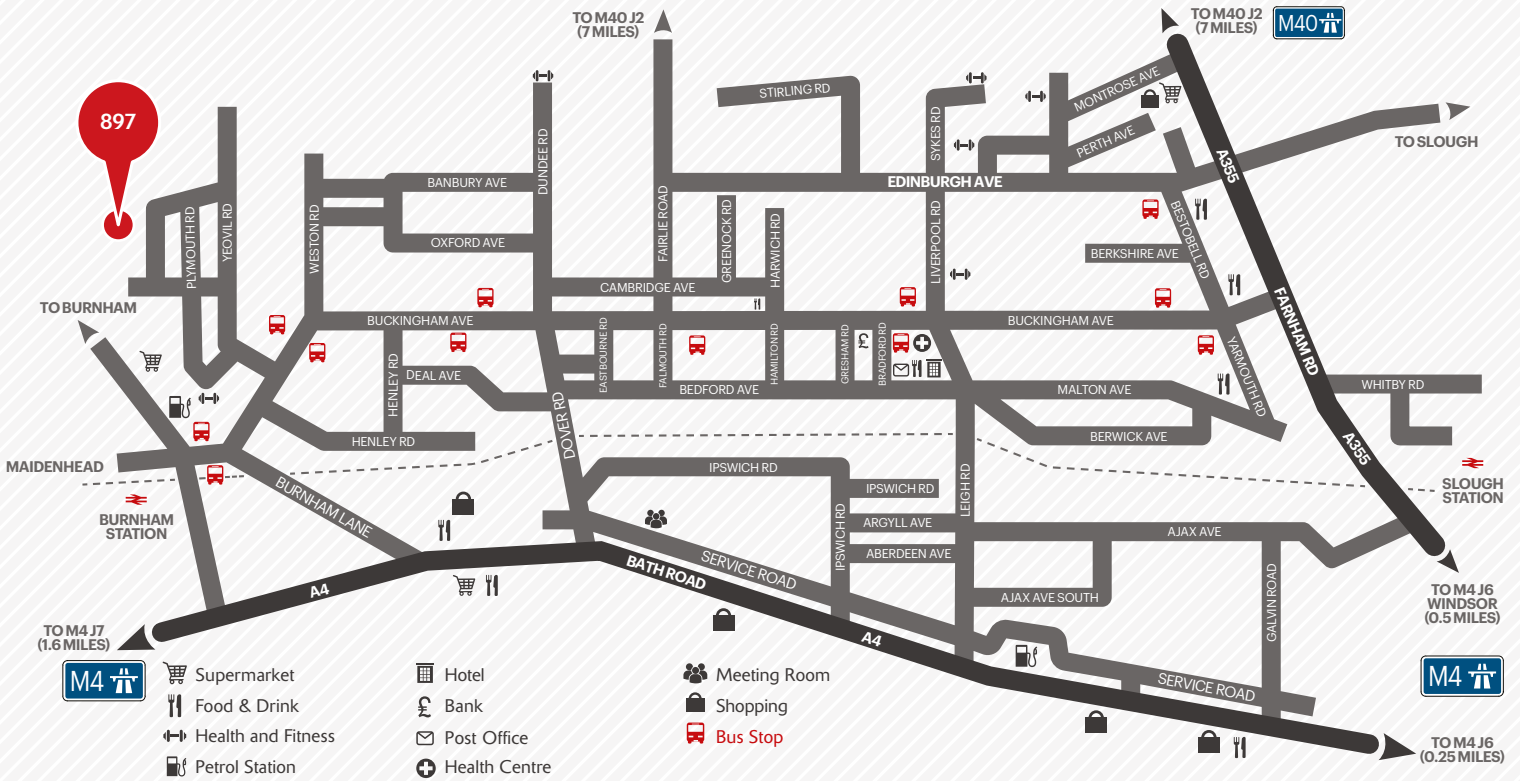 TO M40 J2
(7 MILES)
TO M40 J2
(7 MILES)
M40
897
STIRLING RD
MONTROSE AVE
SYKES RD
PERTH AVE
A355
TO SLOUGH
DUNDEE RD
BANBURY AVE
EDINBURGH AVE
PLYMOUTH RD
YEOVIL RD
WESTON RD
OXFORD AVE
FAIRLIE ROAD
GREENOCK RD
HARWICH RD
LIVERPOOL RD
BESTOBELL RD
BERKSHIRE AVE
CAMBRIDGE AVE
TO BURNHAM
BUCKINGHAM AVE
BUCKINGHAM AVE
FARNHAM RD
EASTBOURNE RD
FALMOUTH RD
HAMILTON RD
GRESHAM RD
£
BRADFORD RD
YARMOUTH RD
HENLEY RD
DEAL AVE
BEDFORD AVE
MALTON AVE
WHITBY RD
DOVER RD
HENLEY RD
BERWICK AVE
A355
MAIDENHEAD
IPSWICH RD
IPSWICH RD
LEIGH RD
SLOUGH
STATION
BURNHAM
STATION
BURNHAM LANE
ARGYLL AVE
AJAX AVE
IPSWICH RD
ABERDEEN AVE
SERVICE ROAD
BATH ROAD
A4
AJAX AVE SOUTH
GALVIN ROAD
TO M4 J6
WINDSOR
(0.5 MILES)
TO M4 J7
(1.6 MILES)
A4
M4
SERVICE ROAD
M4
TO M4 J6
(0.25 MILES)
Supermarket
Food & Drink
Health and Fitness
Petrol Station
Hotel
£ Bank
Post Office
Health Centre
Meeting Room
Shopping
Bus Stop